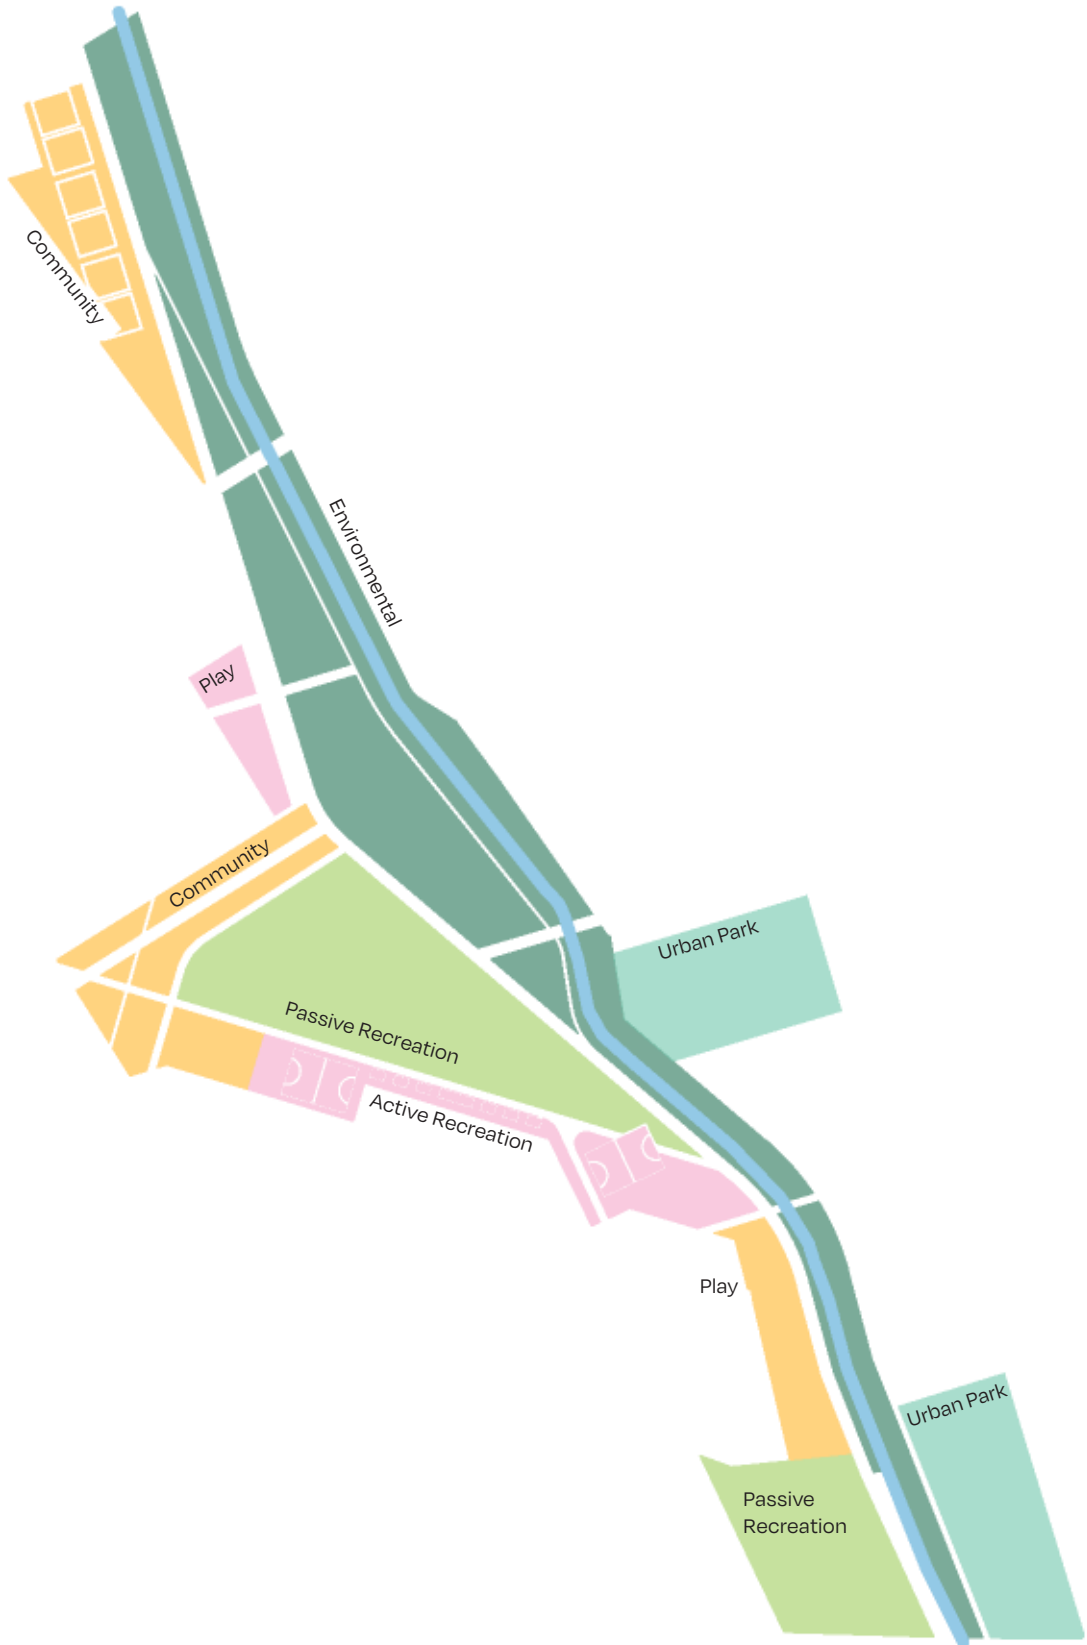 Community
Environmental
Play
Community
Urban Park
Passive Recreation
Active Recreation
Play
Urban Park
Passive
Recreation